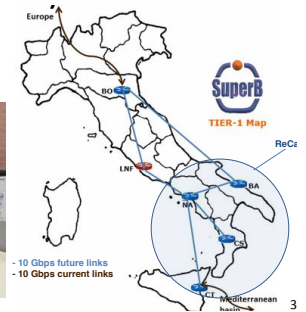 Europe
SuperB
TIER-1 Map
BO
ReCa
LNF
BA
NA
CS
- 10 Gbps future links
- 10 Gbps current links
CT
Mediterranean
basin
3